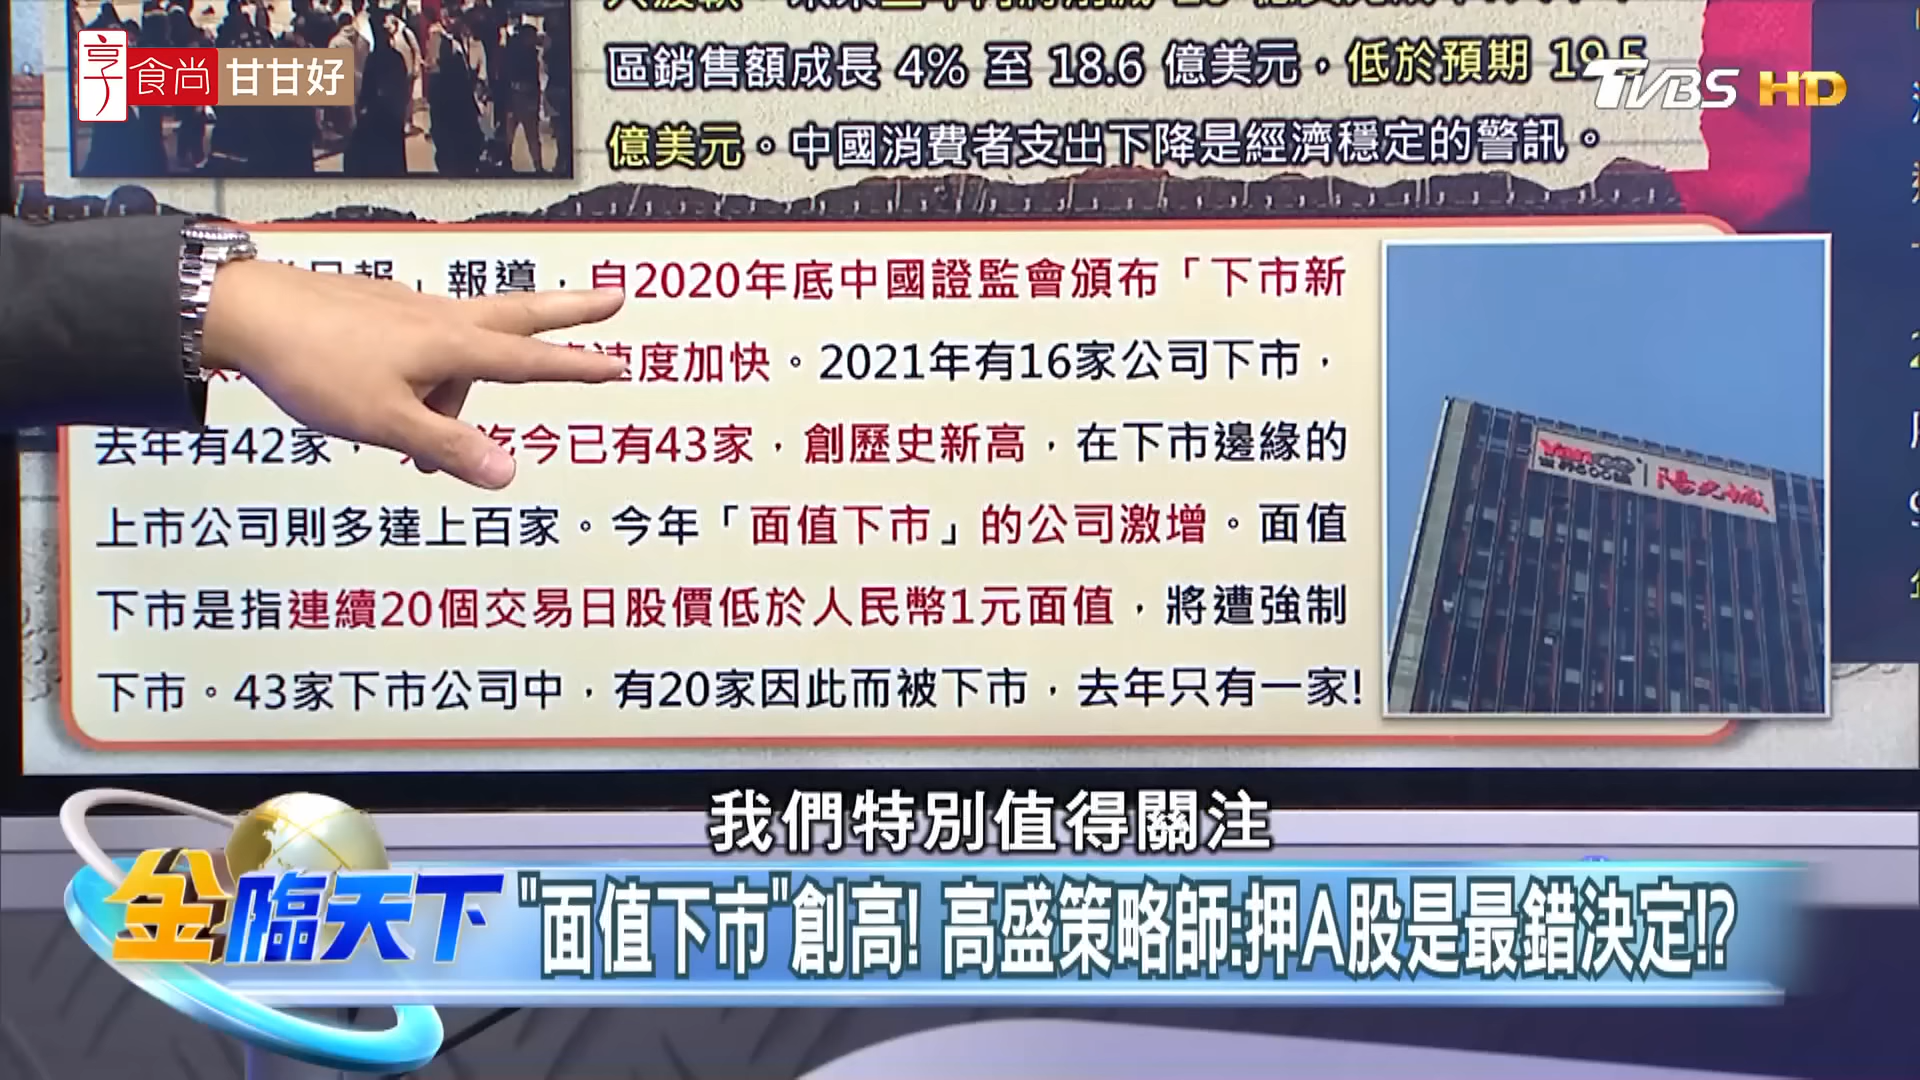 享 食尚 甘甘好
TVBS HD
區銷售額成長 4% 至 18.6 億美元，低於預期 19.5
億美元。中國消費者支出下降是經濟穩定的警訊。
日報」報導，自2020年底中國證監會頒布「下市新
速度加快。2021年有16家公司下市，
去年有42家，迄今已有43家，創歷史新高，在下市邊緣的
上市公司則多達上百家。今年「面值下市」的公司激增。面值
下市是指連續20個交易日股價低於人民幣1元面值，將遭強制
下市。43家下市公司中，有20家因此而被下市，去年只有一家!
陽光城
我們特別值得關注
金臨天下
"面值下市"創高! 高盛策略師:押A股是最錯決定!?